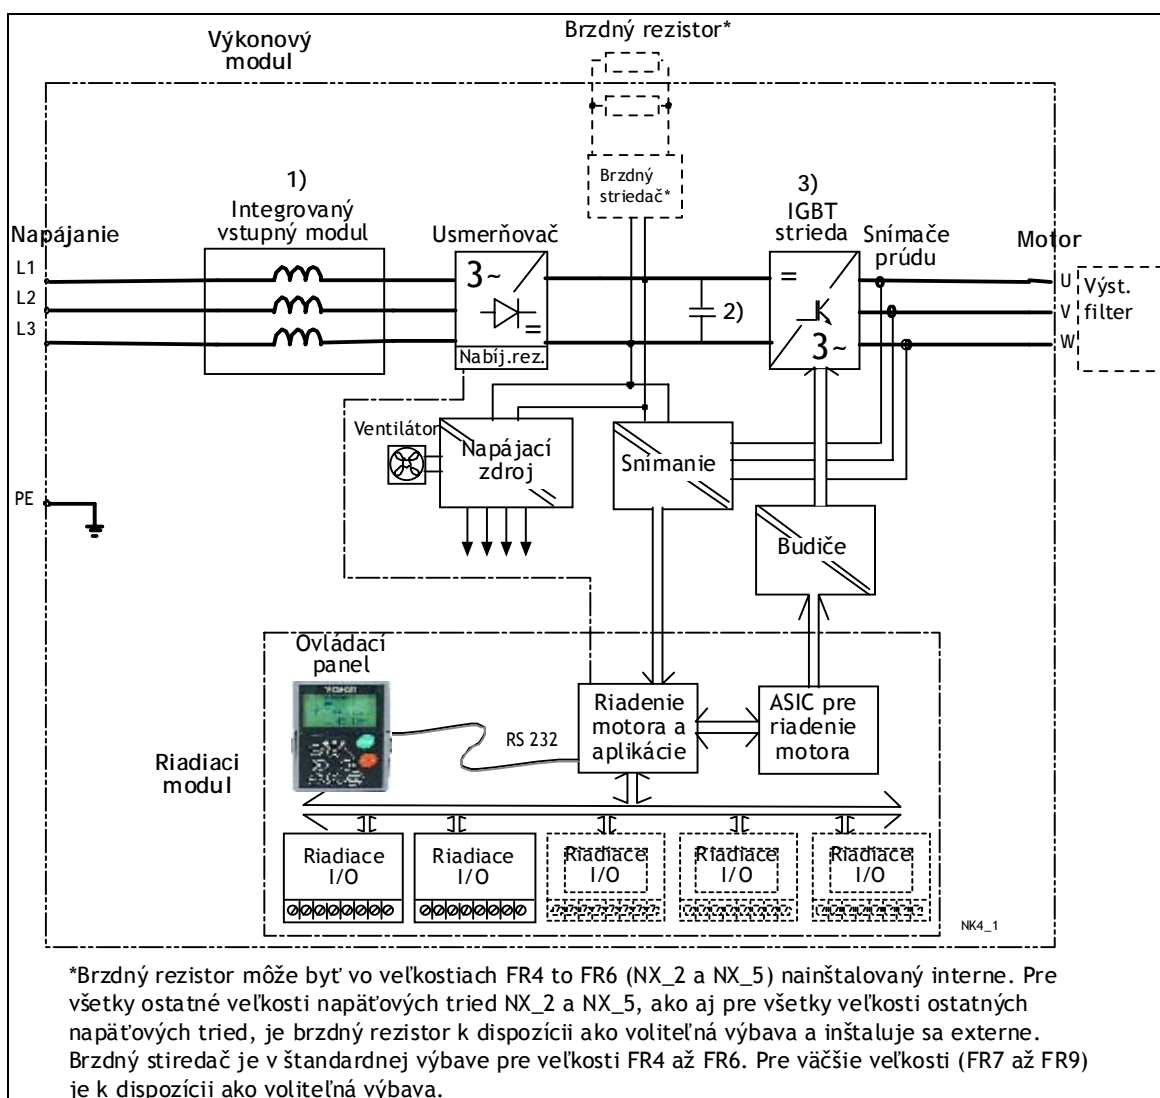 Výkonový
modul
Brzdný rezistor*
Brzdný
striedač*
1)
Integrovaný
vstupný modul
Usmerňovač
3)
IGBT
strieda
Snímače
prúdu
Napájanie
Motor
L1
L2
L3
3~
=
Nabíj.rez.
2)
=
3~
U
V
W
Výst.
filter
Ventilátor
Napájací
zdroj
Snímanie
PE
Budiče
Ovládací
panel
Riadenie
motora a
aplikácie
ASIC pre
riadenie
motora
RS 232
Riadiaci
modul
Riadiace
I/O
Riadiace
I/O
Riadiace
I/O
Riadiace
I/O
Riadiace
I/O
NK4_1
*Brzdný rezistor môže byť vo veľkostiach FR4 to FR6 (NX_2 a NX_5) nainštalovaný interne. Pre
všetky ostatné veľkosti napäťových tried NX_2 a NX_5, ako aj pre všetky veľkosti ostatných
napäťových tried, je brzdný rezistor k dispozícii ako voliteľná výbava a inštaluje sa externe.
Brzdný stiredač je v štandardnej výbave pre veľkosti FR4 až FR6. Pre väčšie veľkosti (FR7 až FR9)
je k dispozícii ako voliteľná výbava.